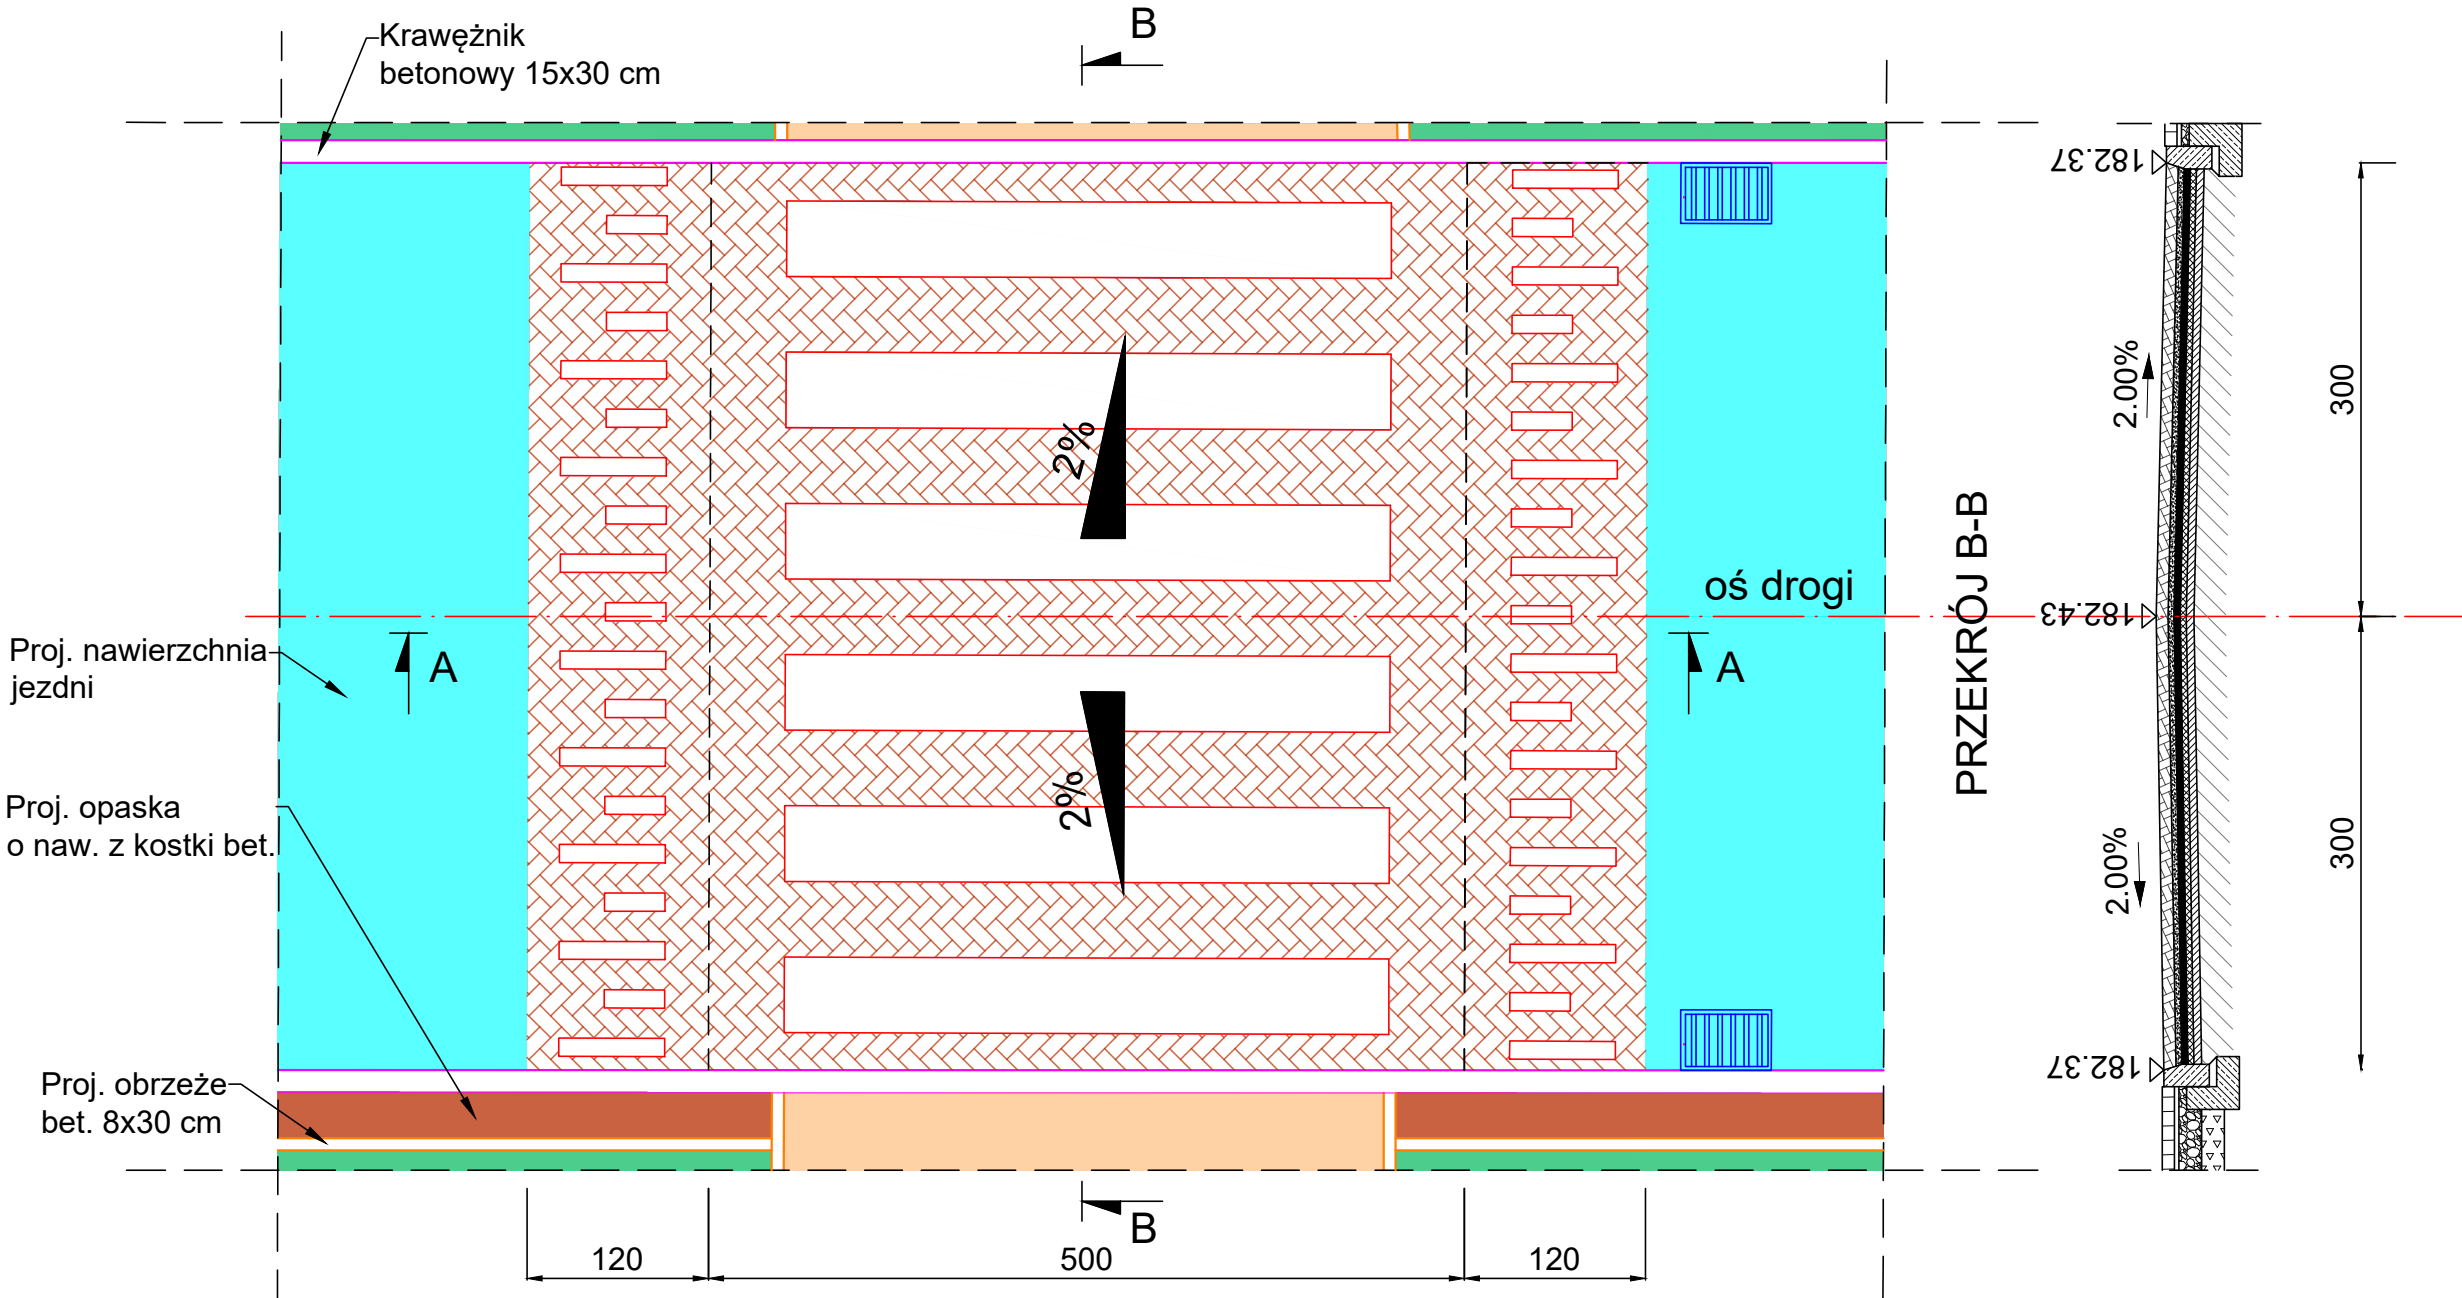 B
Krawężnik
betonowy 15x30 cm
182.37
2%
2.00%
300
PRZEKRÓJ B-B
oś drogi
182.43
Proj. nawierzchnia
jezdni
A
A
Proj. opaska
o naw. z kostki bet.
2%
2.00%
300
182.37
Proj. obrzeże
bet. 8x30 cm
B
120
500
120